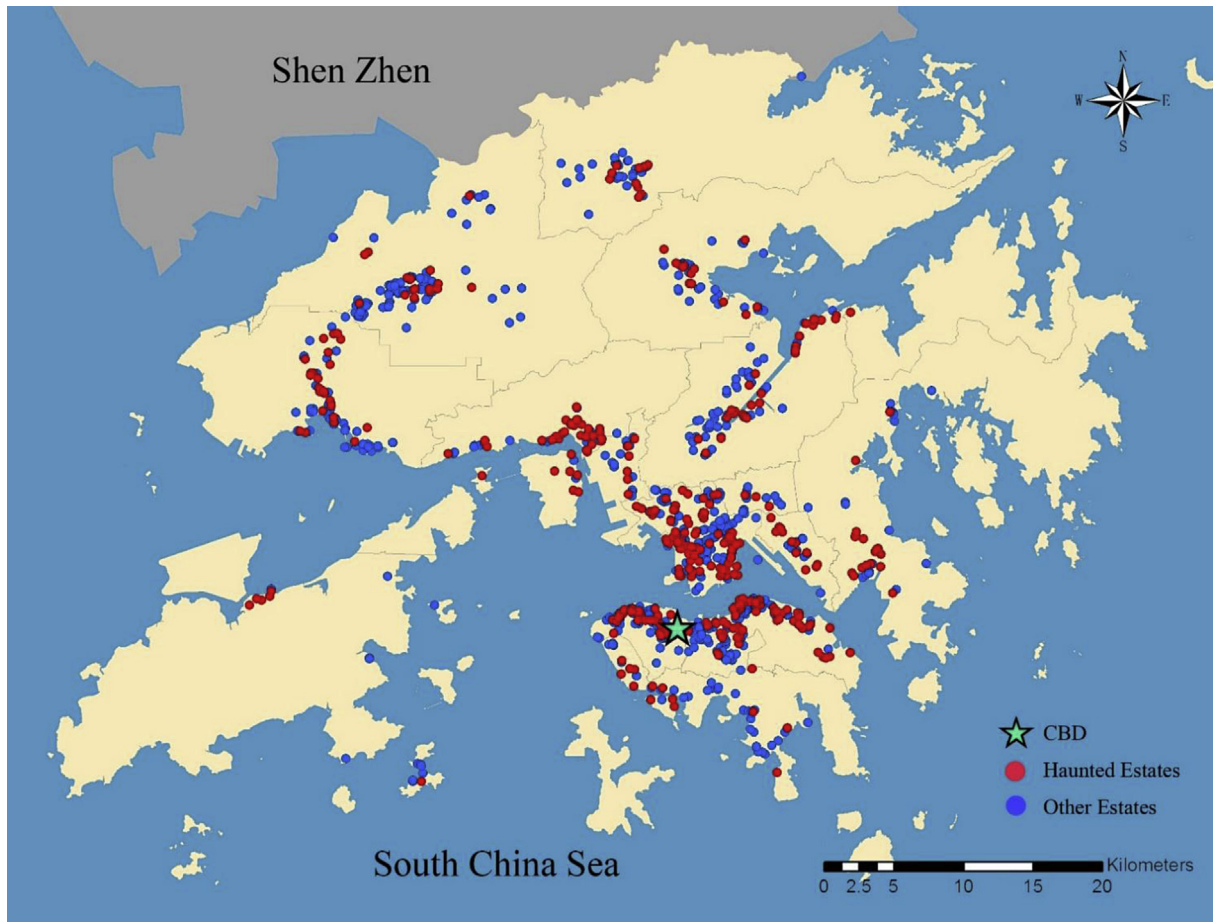 Shen Zhen
N
W
E
S
CBD
Haunted Estates
Other Estates
South China Sea
Kilometers
0 2.5 5 10 15 20